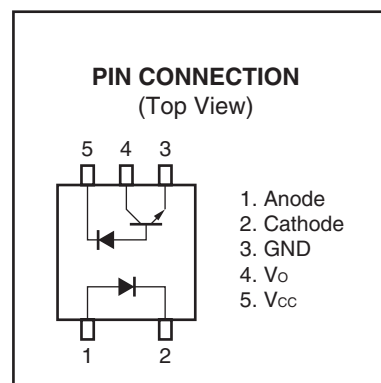 PIN CONNECTION
(Top View)
5 4 3
1. Anode
2. Cathode
3. GND
4. VO
5. VCC
1 2